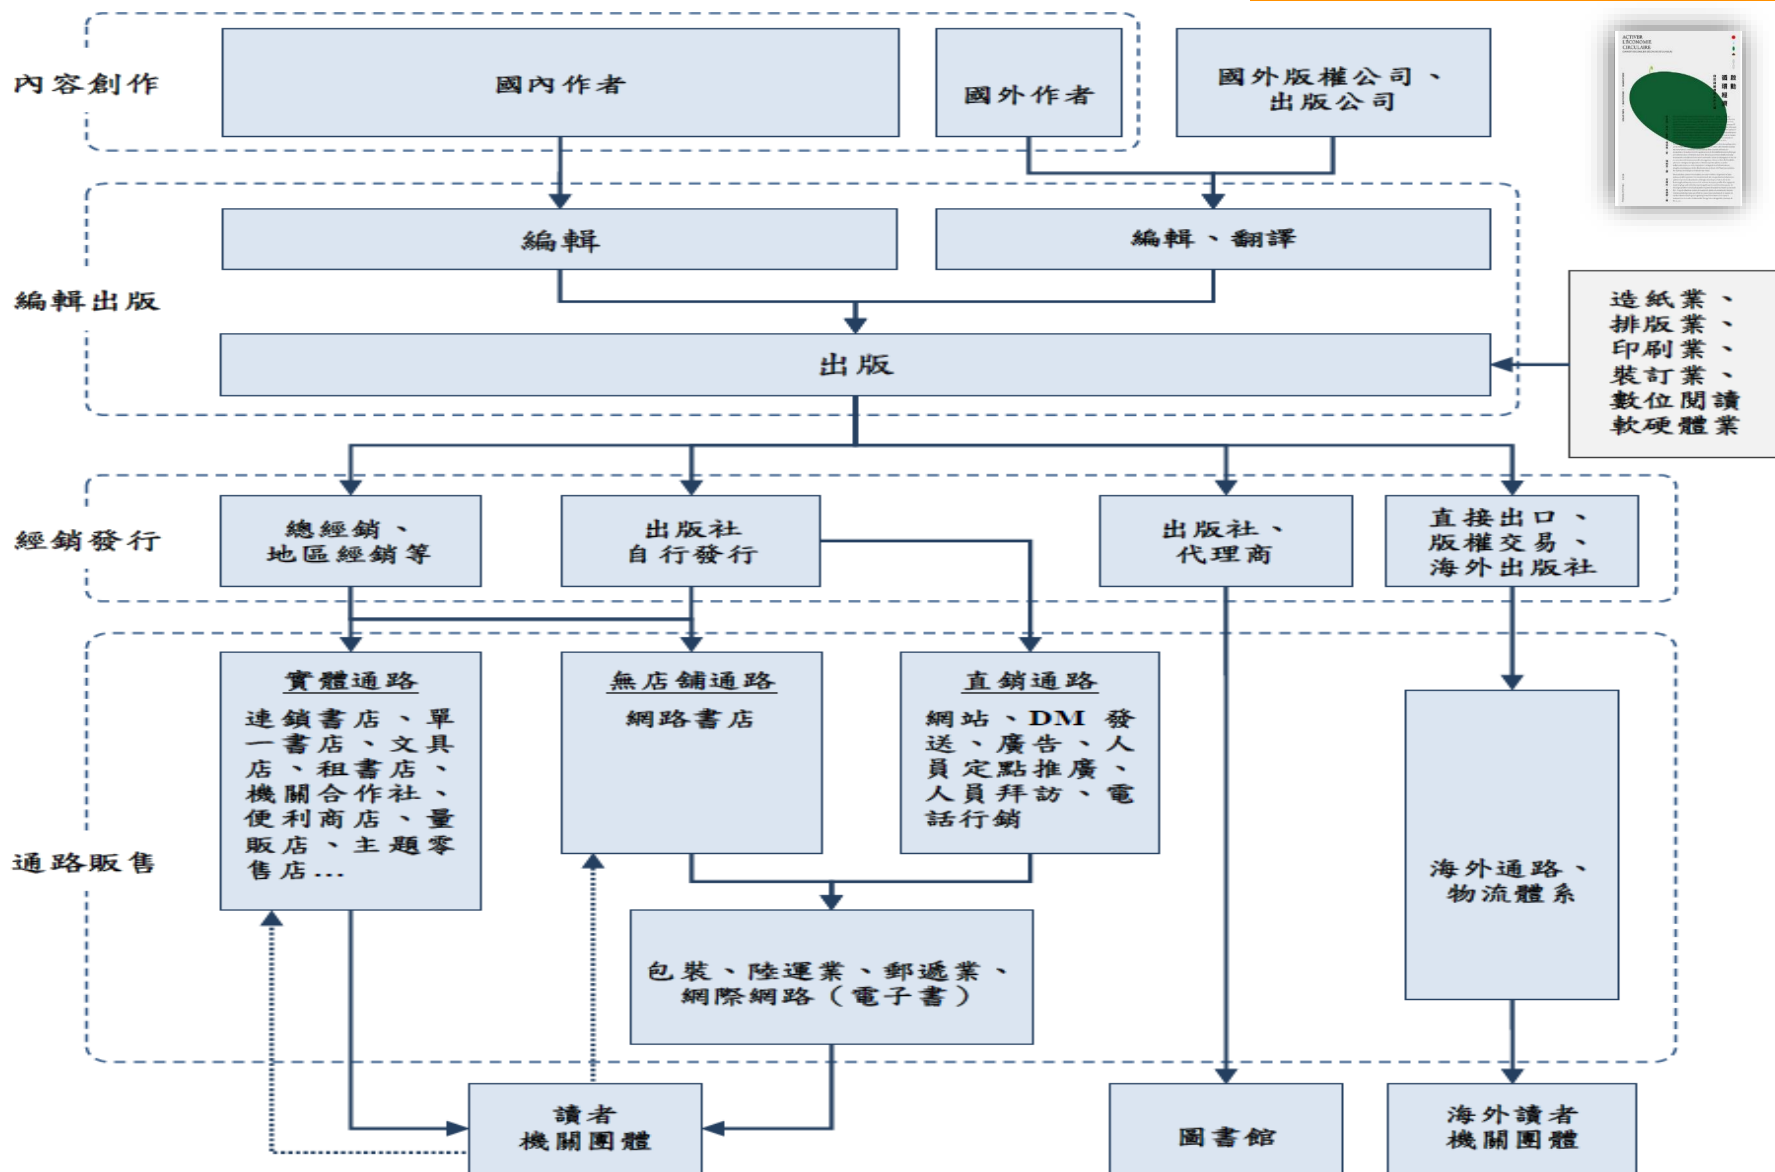 內容創作
國內作者
國外作者
國外版權公司、
出版公司
ACTIVER
L'ÉCONOMIE
CIRCULAIRE
啟動
循環經濟
編輯出版
編輯
編輯、翻譯
出版
造紙業、
排版業、
印刷業、
裝訂業、
數位閱讀
軟硬體業
經銷發行
總經銷、
地區經銷等
出版社
自行發行
出版社、
代理商
直接出口、
版權交易、
海外出版社
通路販售
實體通路
連鎖書店、單
一書店、文具
店、租書店、
機關合作社、
便利商店、量
販店、主題零
售店...
無店舖通路
網路書店
直銷通路
網站、DM 發
送、廣告、人
員定點推廣、
人員拜訪、電
話行銷
海外通路、
物流體系
包裝、陸運業、郵遞業、
網際網路（電子書）
讀者
機關團體
圖書館
海外讀者
機關團體